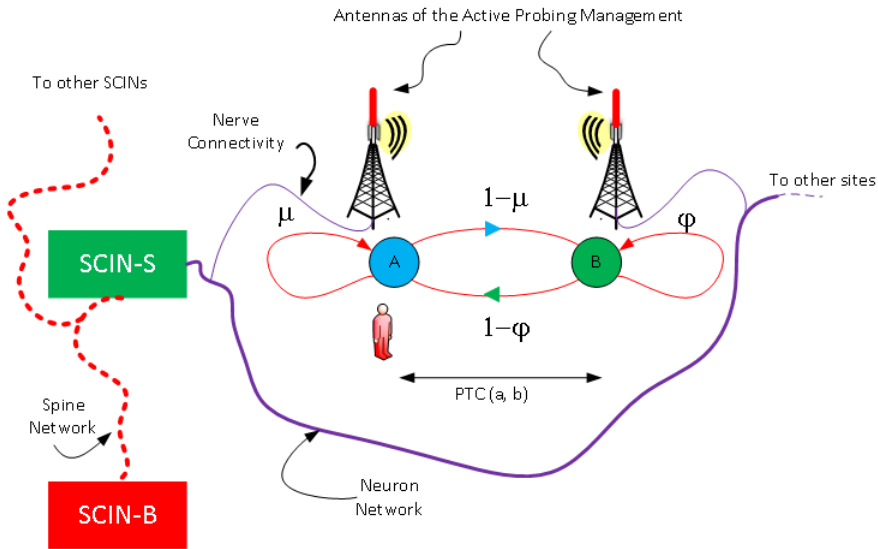 Antennas of the Active Probing Management
To other SCINs
Nerve
Connectivity
To other sites
1−μ
μ
φ
SCIN-S
A
B
1−φ
PTC (a, b)
Spine
Network
Neuron
Network
SCIN-B